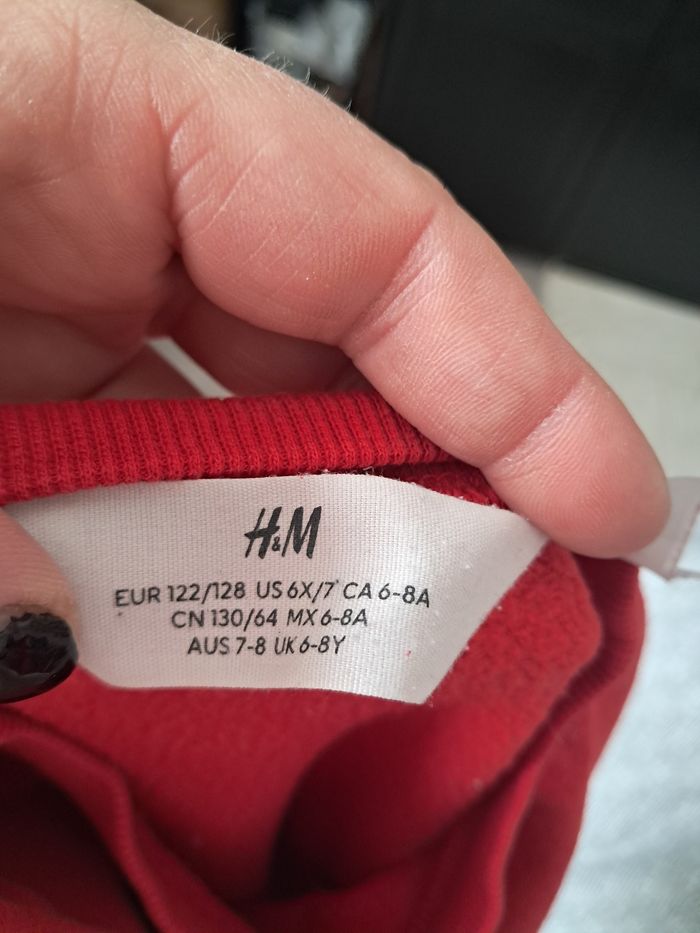 H&M
EUR 122/128 US 6X/7 CA 6-8A
CN 130/64 MX 6-8A
AUS 7-8 UK 6-8Y